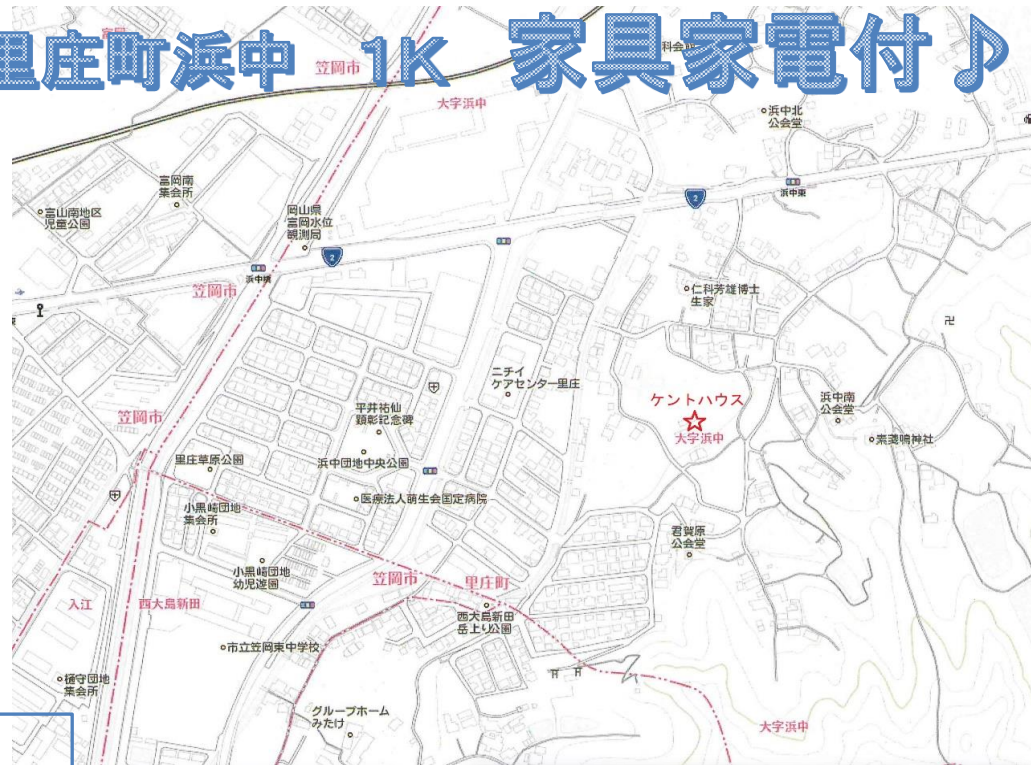 里庄町浜中 1K 家具家電付♪
笠岡市
大字浜中
浜中北
公会堂
富岡南
集会所
富山南地区
児童公園
岡山県
富岡水位
観測局
2
浜中東
2
浜中橋
笠岡市
仁科芳雄博士
生家
ニチイ
ケアセンター里庄
ケントハウス
大字浜中
浜中南
公会堂
素戔嗚神社
平井祐仙
顕彰記念碑
笠岡市
里庄草原公園
浜中団地中央公園
医療法人萌生会国定病院
小黒崎団地
集会所
君賀原
公会堂
小黒崎団地
幼児遊園
笠岡市
里庄町
入江
西大島新田
西大島新田
岳上り公園
市立笠岡東中学校
樋守団地
集会所
グループホーム
みたけ
大字浜中